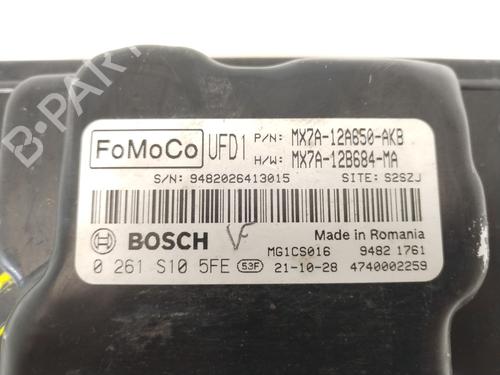 FoMoCo UFD1 P/N: MX7A-12A650-AKB
H/W: MX7A-12B684-MA
S/N: 9482026413015 SITE: S2SZJ
BOSCH VF Made in Romania
MG1CS016 9482 1761
0 261 S10 5FE 53F 21-10-28 4740002259